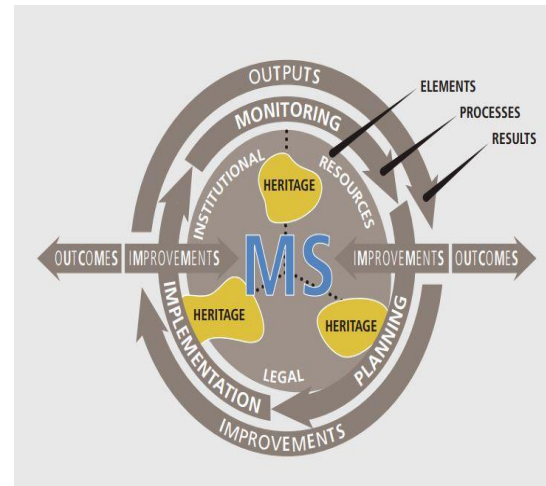 OUTPUTS
MONITORING
ELEMENTS
PROCESSES
RESULTS
INSTITUTIONAL
RESOURCES
HERITAGE
OUTCOMES
IMPROVEMENTS
MS
IMPROVEMENTS
OUTCOMES
HERITAGE
HERITAGE
IMPLEMENTATION
PLANNING
LEGAL
IMPROVEMENTS